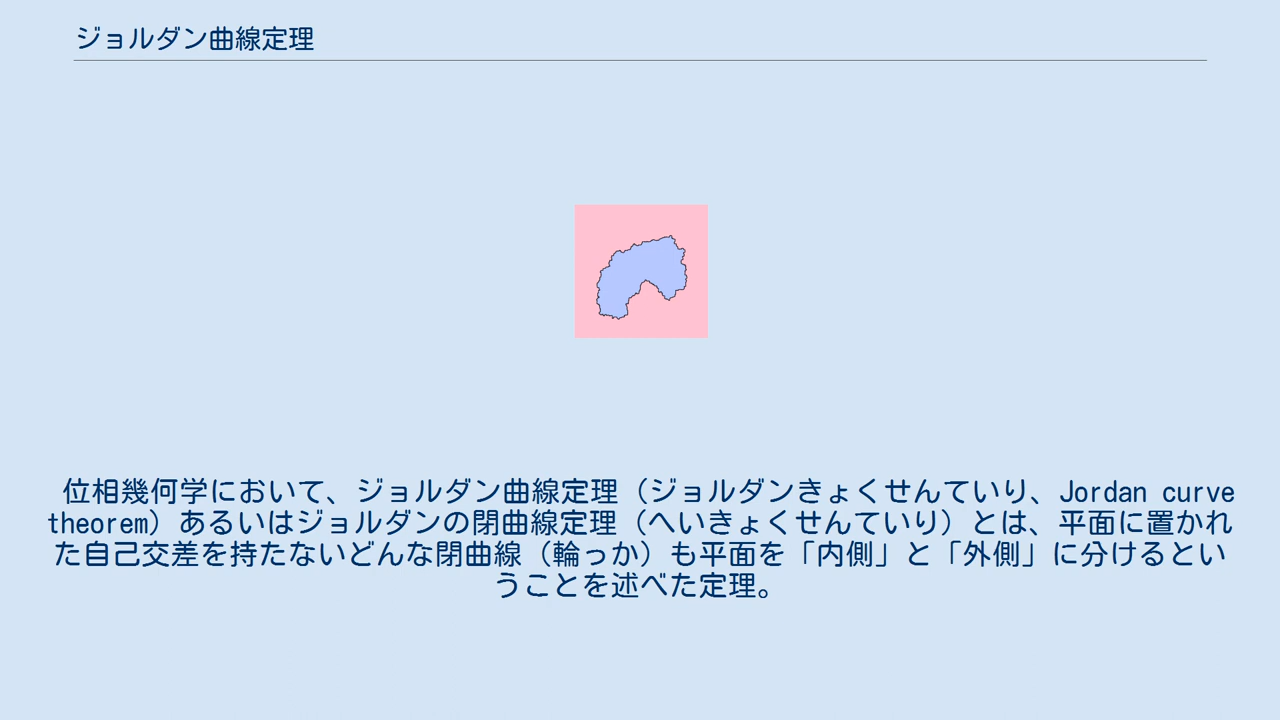 ジョルダン曲線定理
位相幾何学において、ジョルダン曲線定理（ジョルダンきょくせんていり、Jordan curve
theorem）あるいはジョルダンの閉曲線定理（へいきょくせんていり）とは、平面に置かれ
た自己交差を持たないどんな閉曲線（輪っか）も平面を「内側」と「外側」に分けるとい
うことを述べた定理。